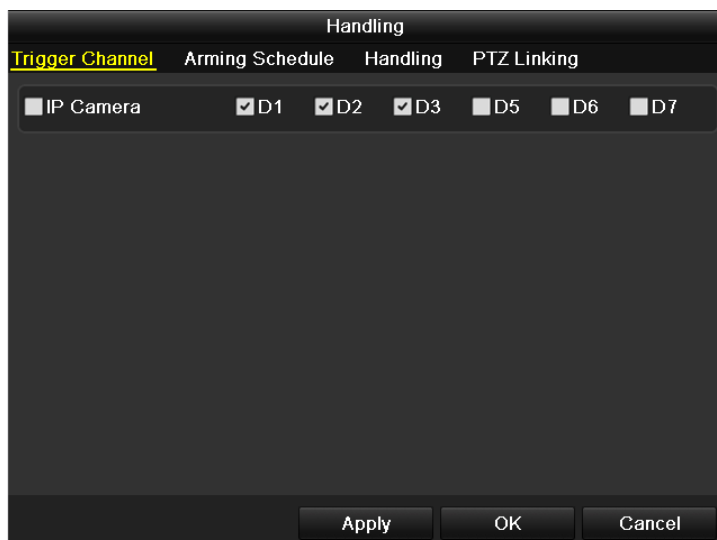 Handling
Trigger Channel Arming Schedule Handling PTZ Linking
IP Camera D1 D2 D3 D5 D6 D7
Apply OK Cancel